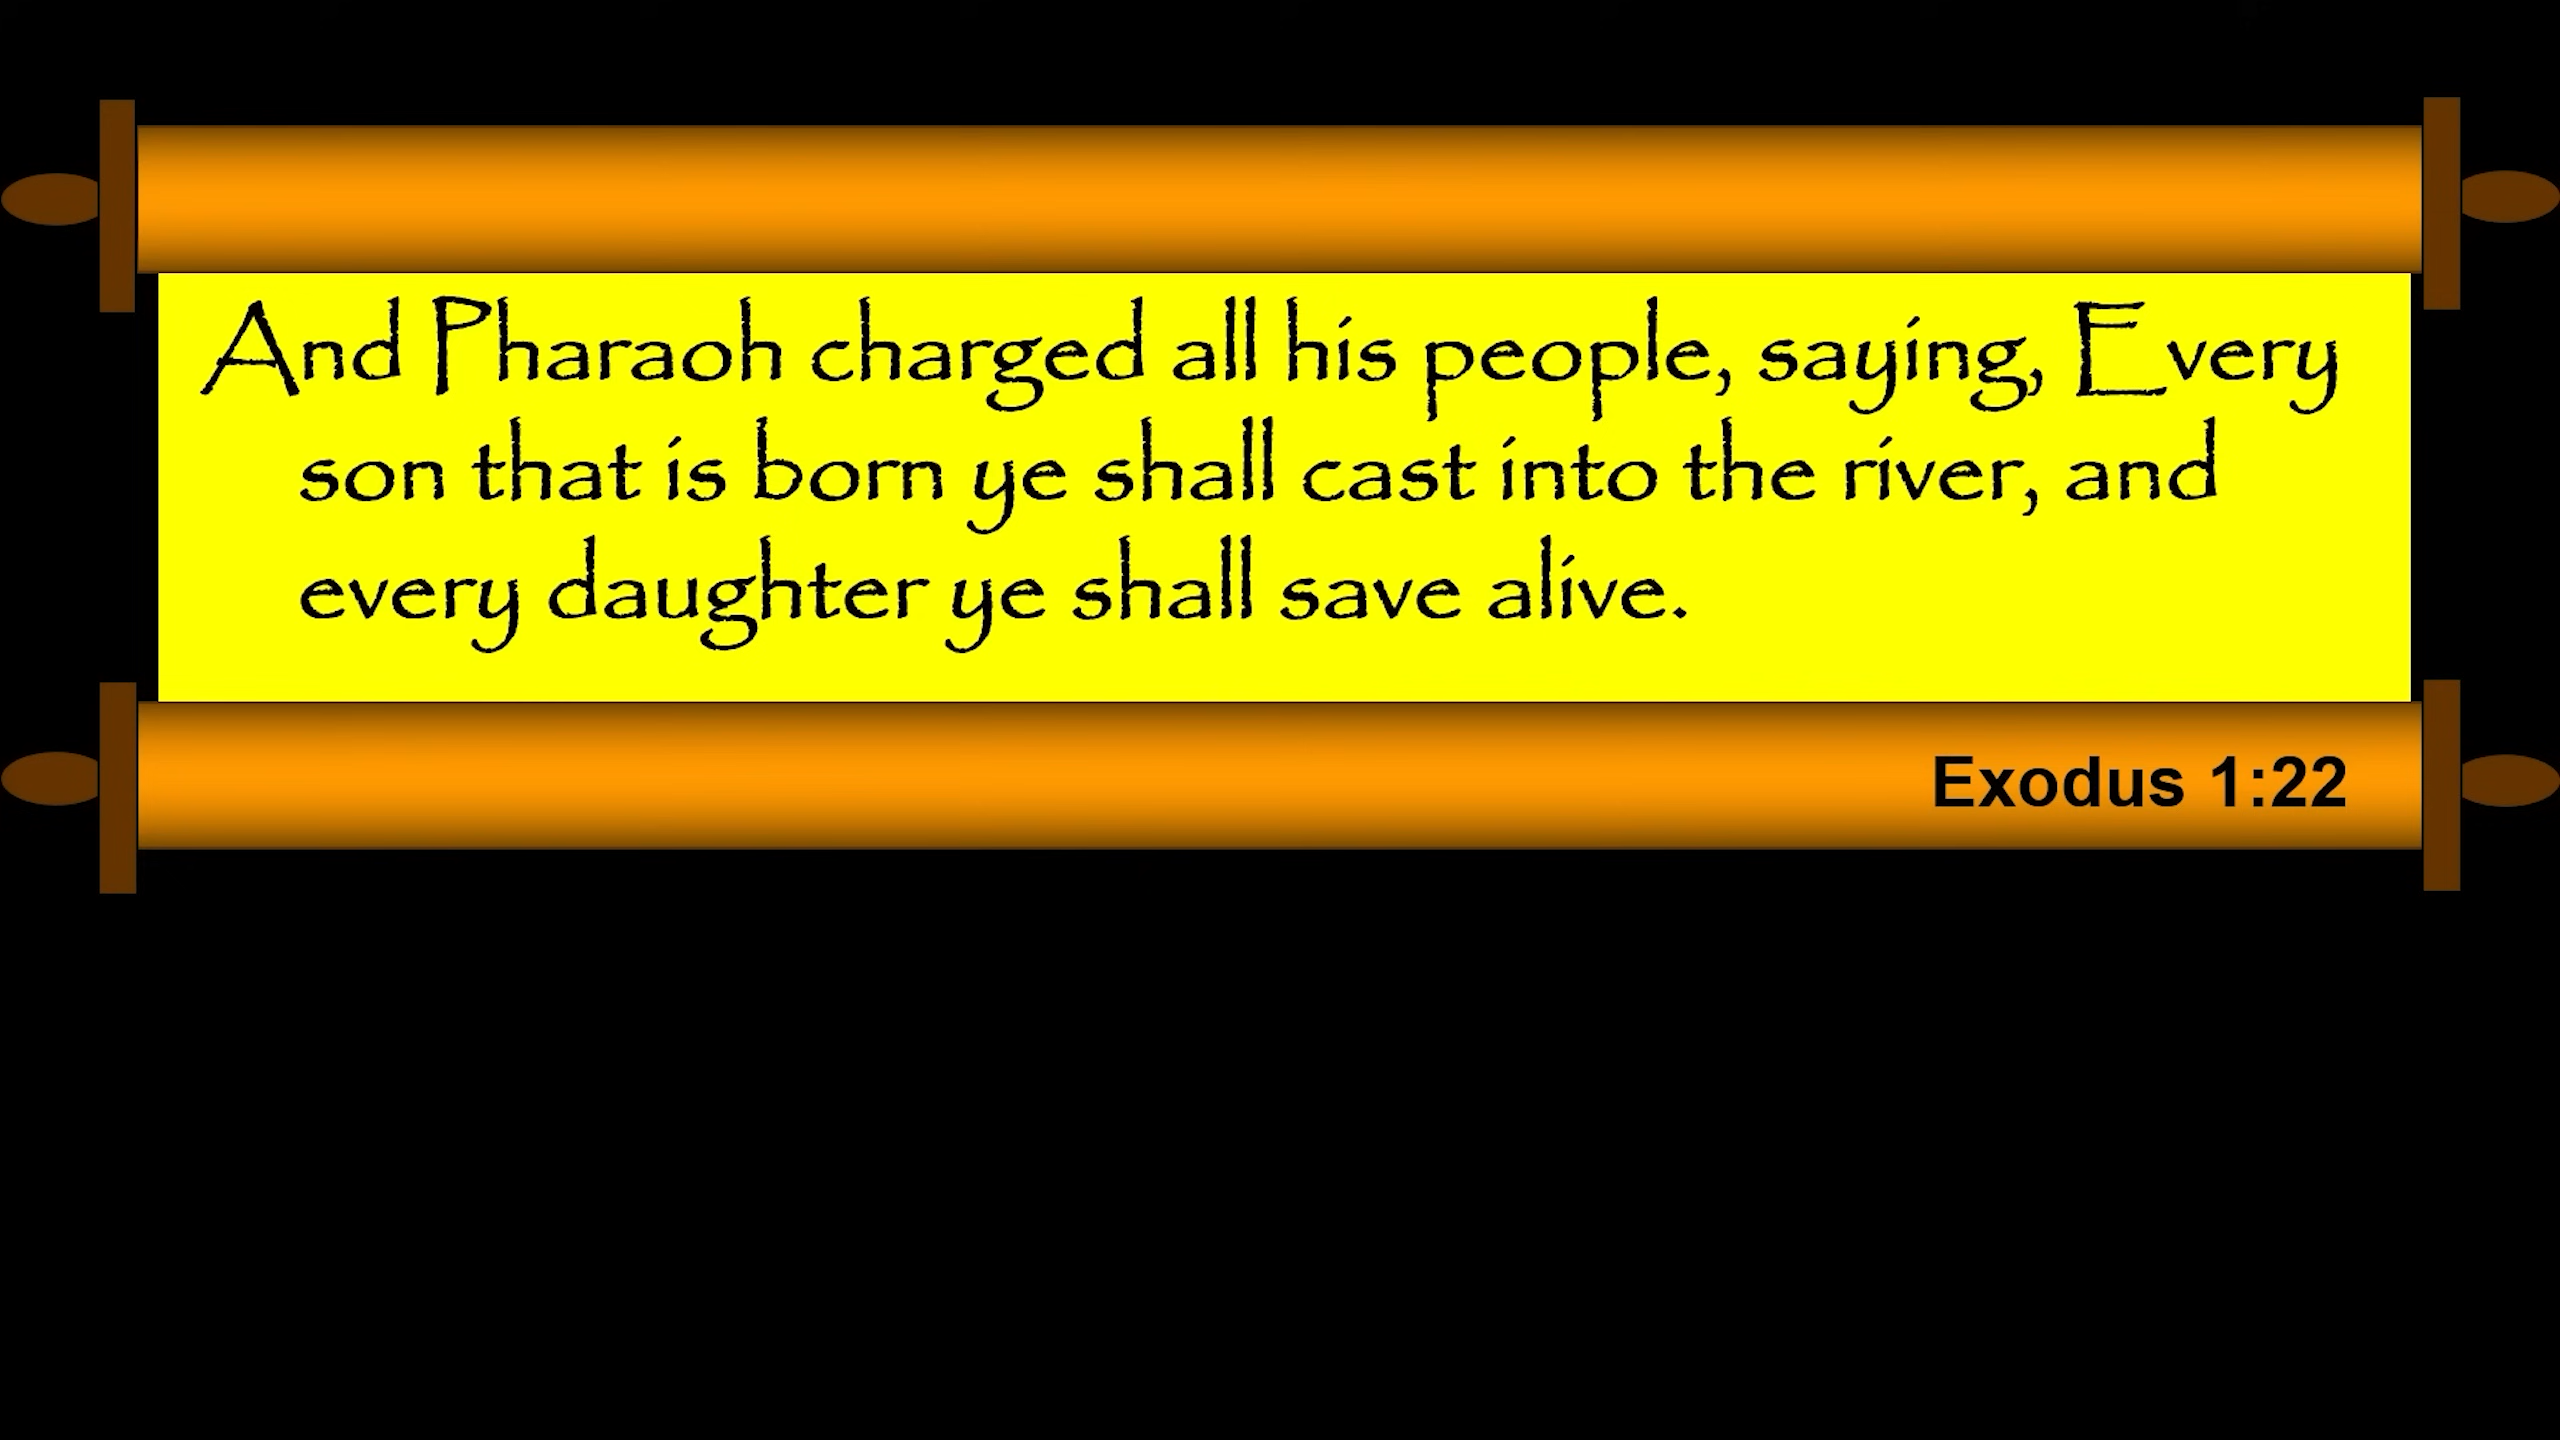 And Pharaoh charged all his people, saying, Every
son that is born ye shall cast into the river, and
every daughter ye shall save alive.
Exodus 1:22